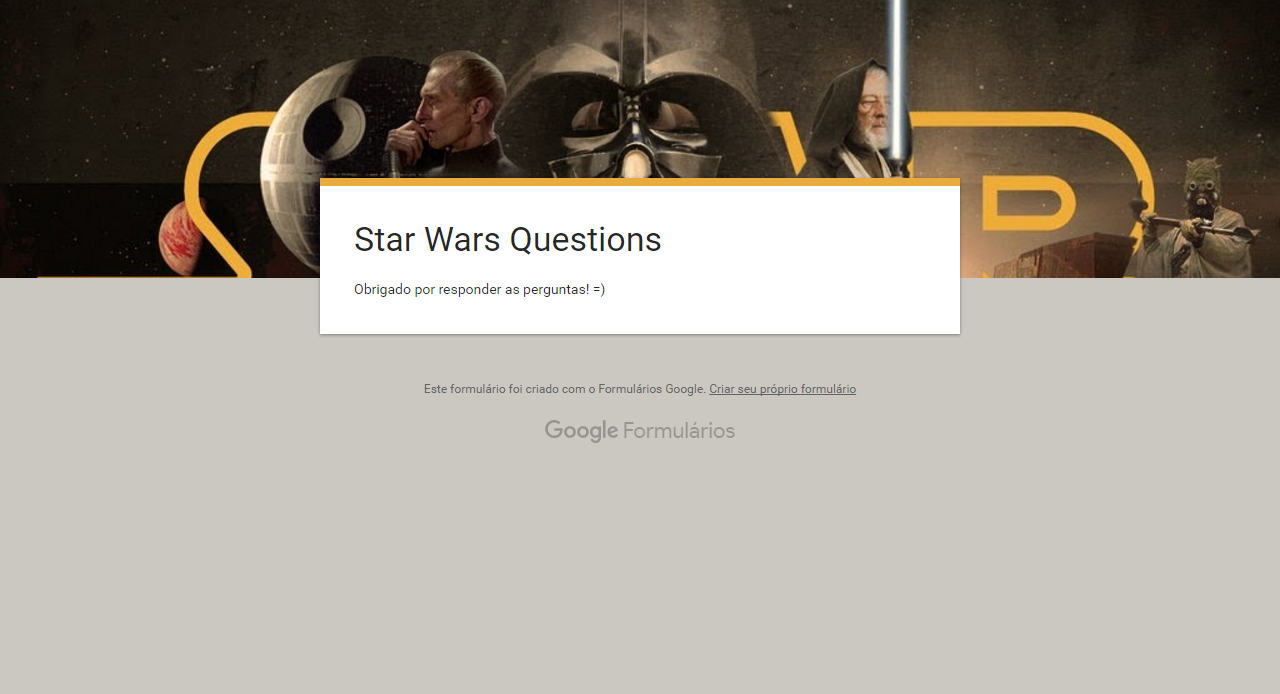 Star Wars Questions
Obrigado por responder as perguntas! =)
Este formulário foi criado com o Formulários Google. Criar seu próprio formulário
Google Formulários